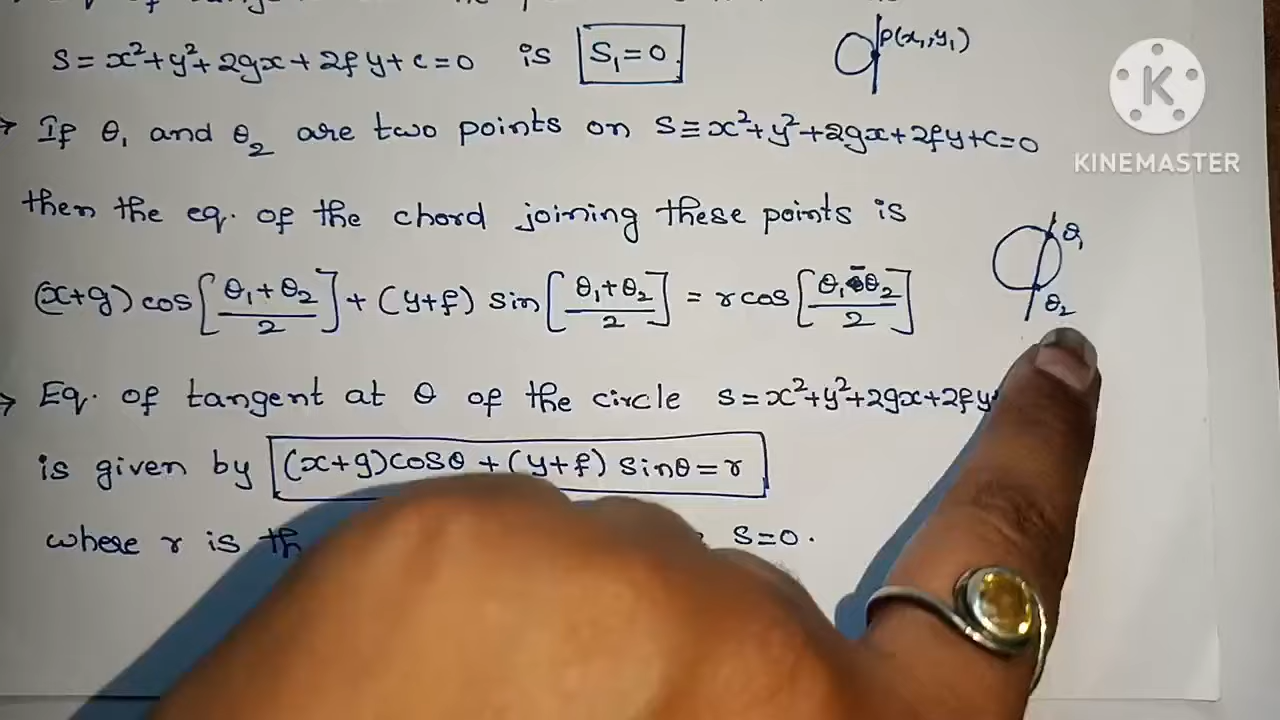 S = x²+y²+2gx+2fy+c=0 is S₁=0
P(x₁,y₁)
KINEMASTER
→ If θ₁ and θ₂ are two points on S≡x²+y²+2gx+2fy+c=0
then the eq. of the chord joining these points is
θ₁
θ₂
(x+g) cos[(θ₁+θ₂)/2] + (y+f) sin[(θ₁+θ₂)/2] = r cos[(θ₁-θ₂)/2]
→ Eq. of tangent at θ of the circle S=x²+y²+2gx+2fy
is given by (x+g)cosθ + (y+f) sinθ = r
where r is th S=0.